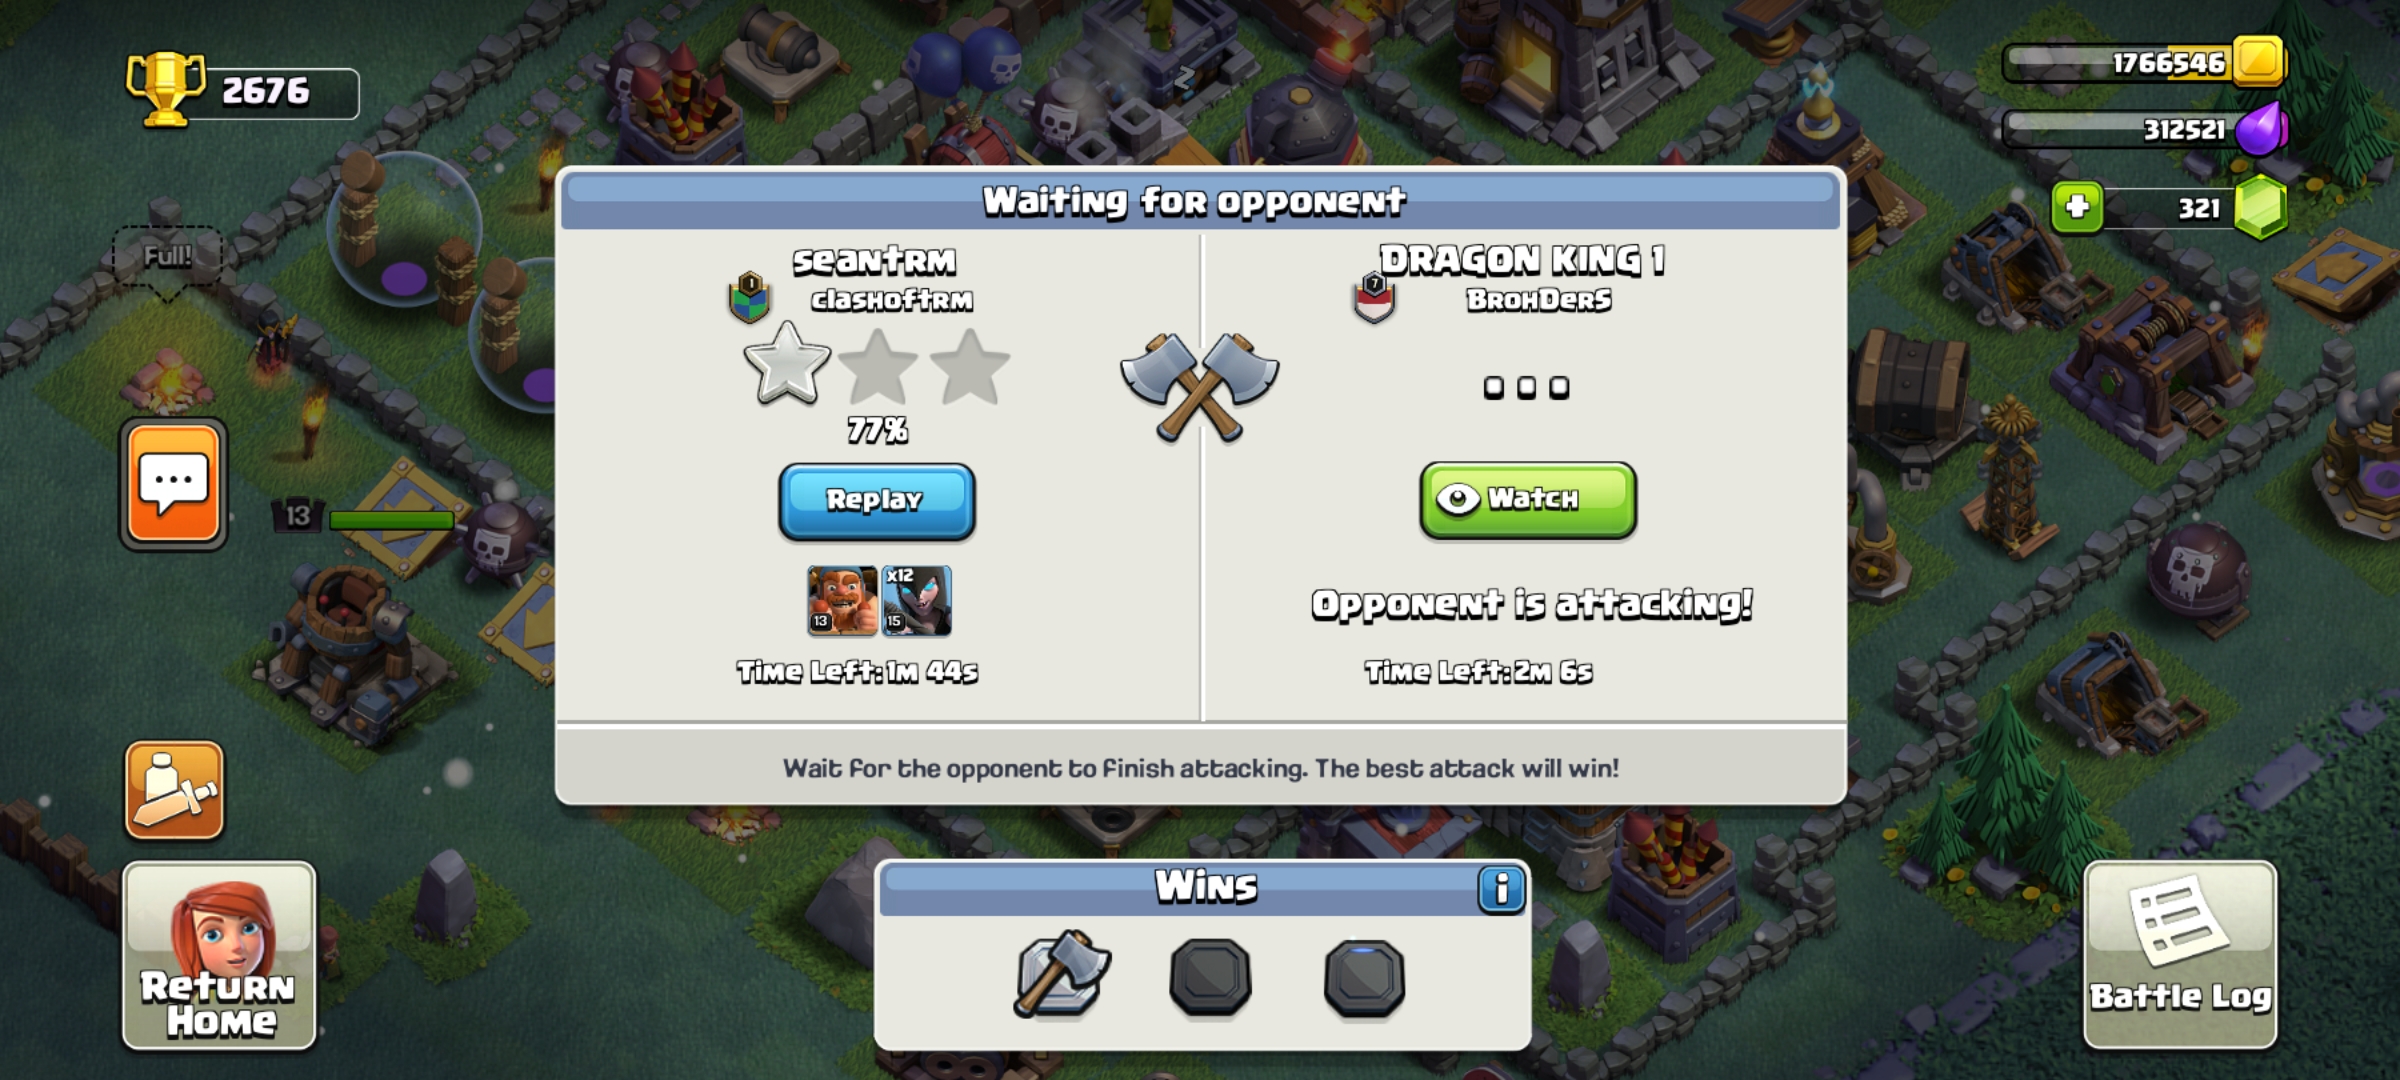 2676
1766546
312521
321
Full!
13
Waiting for opponent
seantrm
clashoftrm
1
77%
Replay
x12
13
15
Time Left:1m 44s
DRAGON KING 1
BrohDers
7
Watch
Opponent is attacking!
Time Left:2m 6s
Wait for the opponent to finish attacking. The best attack will win!
Wins
i
Return
Home
Battle Log